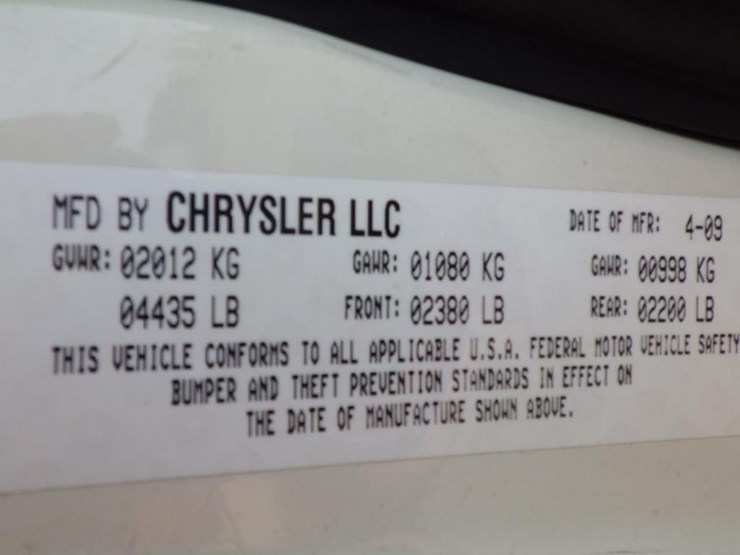 MFD BY CHRYSLER LLC DATE OF MFR: 4-09
GVWR: 02012 KG GAWR: 01080 KG GAWR: 00998 KG
04435 LB FRONT: 02380 LB REAR: 02200 LB
THIS VEHICLE CONFORMS TO ALL APPLICABLE U.S.A. FEDERAL MOTOR VEHICLE SAFETY
BUMPER AND THEFT PREVENTION STANDARDS IN EFFECT ON
THE DATE OF MANUFACTURE SHOWN ABOVE.